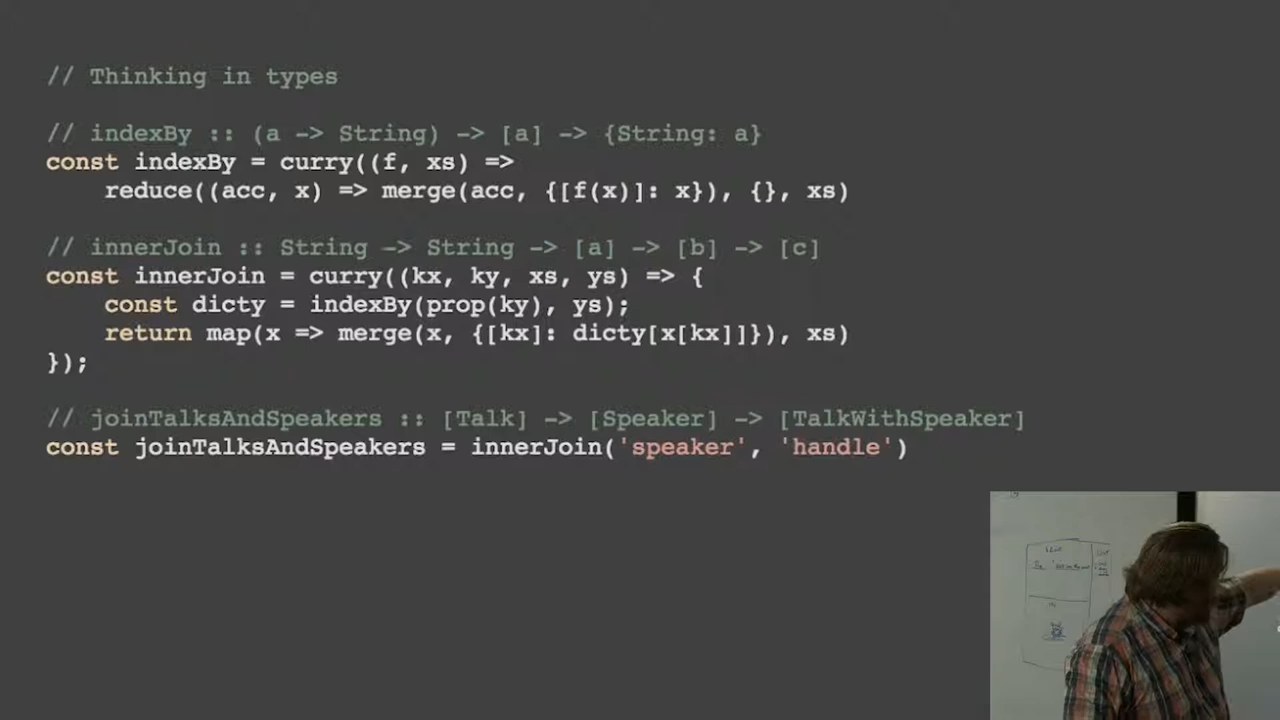 // Thinking in types
// indexBy :: (a -> String) -> [a] -> {String: a}
const indexBy = curry((f, xs) =>
reduce((acc, x) => merge(acc, {[f(x)]: x}), {}, xs)
// innerJoin :: String -> String -> [a] -> [b] -> [c]
const innerJoin = curry((kx, ky, xs, ys) => {
const dicty = indexBy(prop(ky), ys);
return map(x => merge(x, {[kx]: dicty[x[kx]]}), xs)
});
// joinTalksAndSpeakers :: [Talk] -> [Speaker] -> [TalkWithSpeaker]
const joinTalksAndSpeakers = innerJoin('speaker', 'handle')